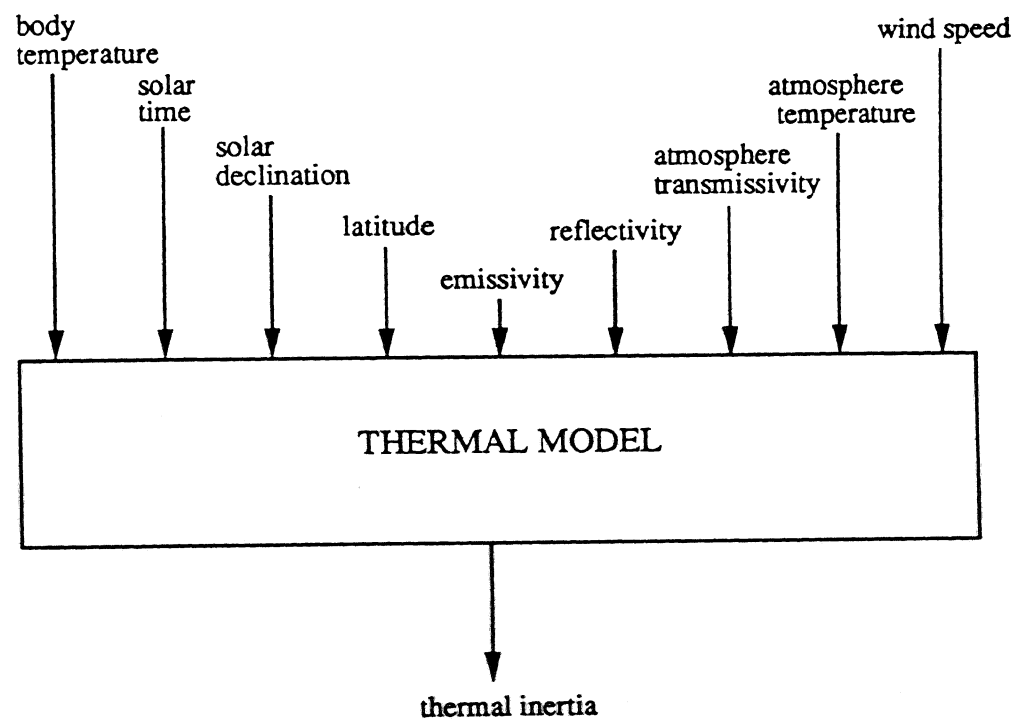 body
temperature
solar
time
solar
declination
latitude
emissivity
reflectivity
atmosphere
transmissivity
atmosphere
temperature
wind speed
THERMAL MODEL
thermal inertia